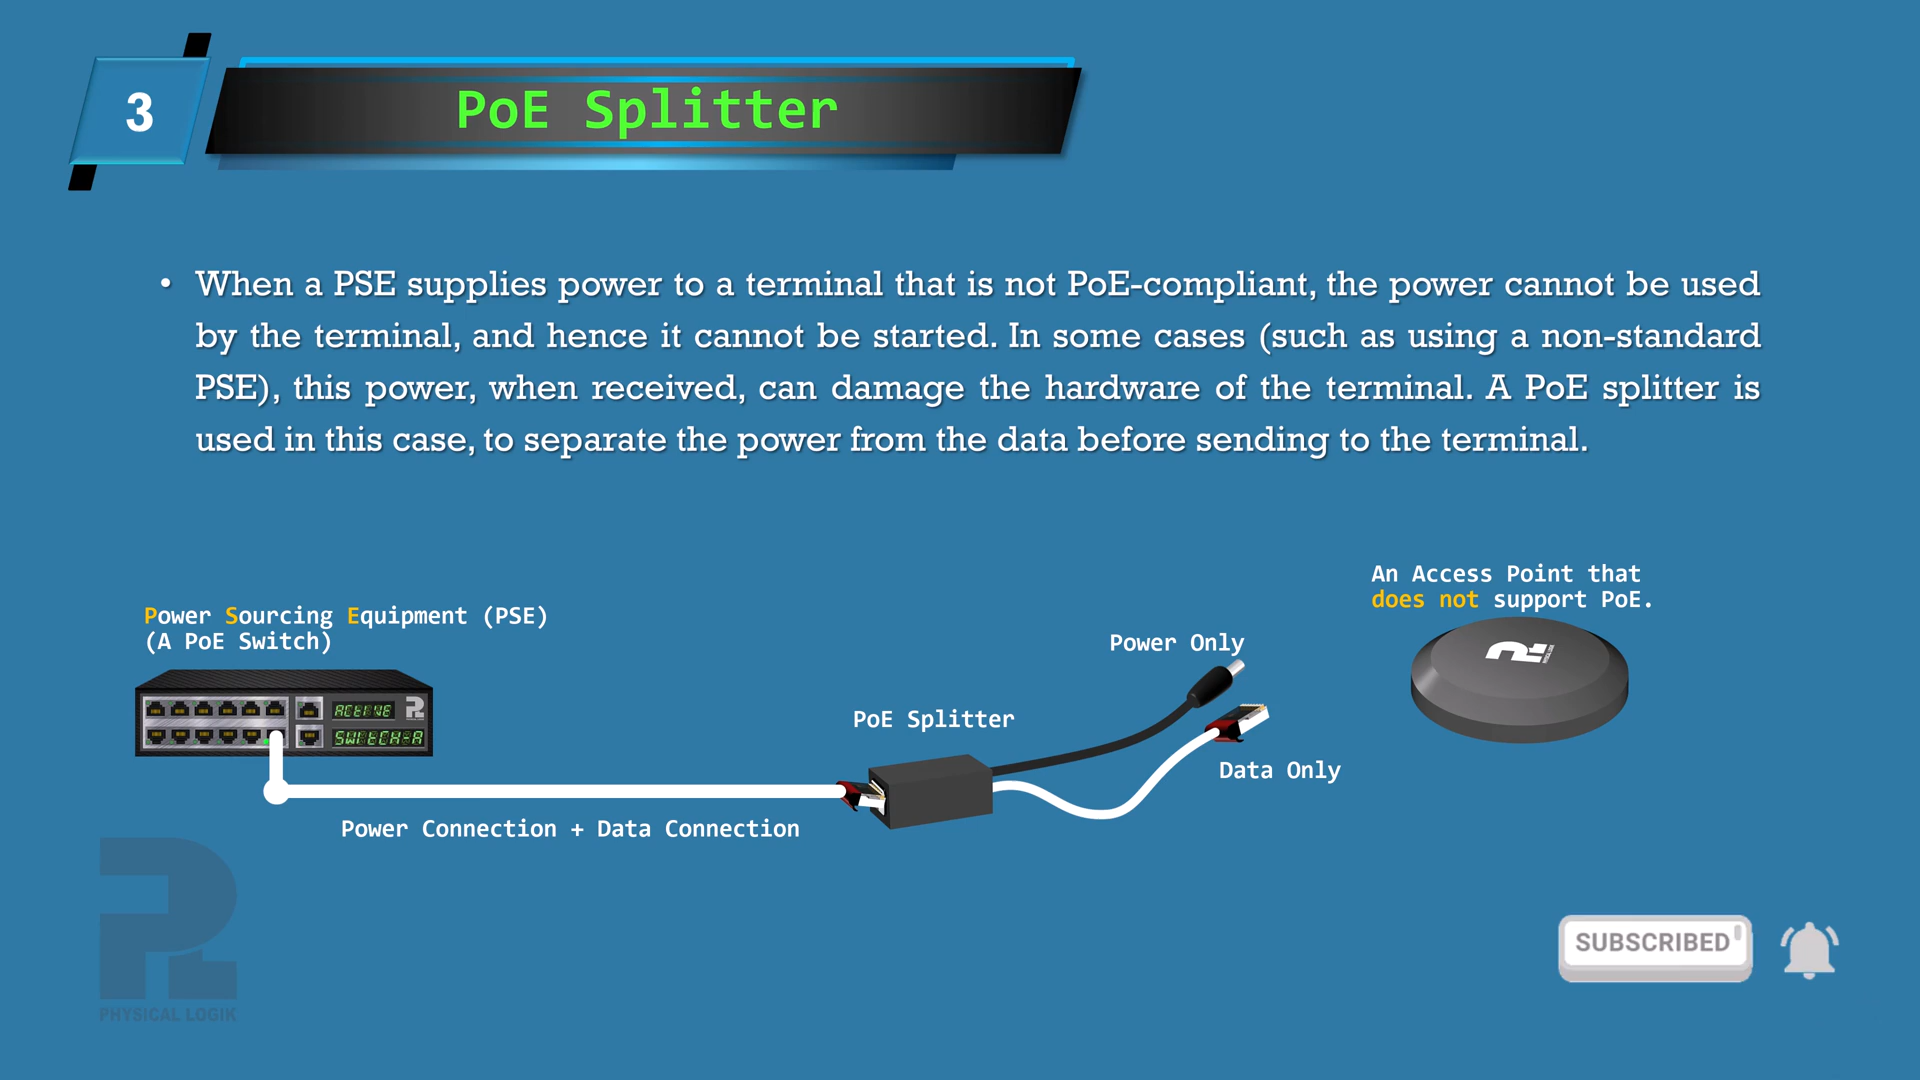 3
PoE Splitter
• When a PSE supplies power to a terminal that is not PoE-compliant, the power cannot be used
by the terminal, and hence it cannot be started. In some cases (such as using a non-standard
PSE), this power, when received, can damage the hardware of the terminal. A PoE splitter is
used in this case, to separate the power from the data before sending to the terminal.
An Access Point that
does not support PoE.
Power Sourcing Equipment (PSE)
(A PoE Switch)
Power Only
ACTIVE
SWITECH-A
PoE Splitter
Data Only
Power Connection + Data Connection
SUBSCRIBED
PHYSICAL LOGIK